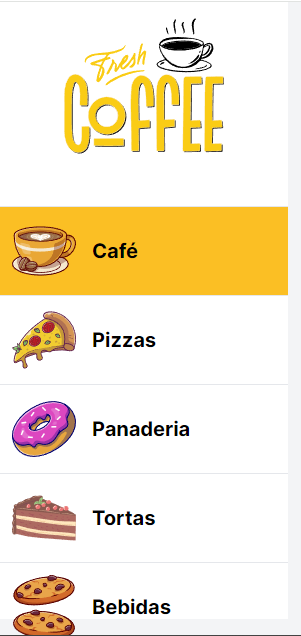 Fresh
COFFEE
Café
Pizzas
Panaderia
Tortas
Bebidas